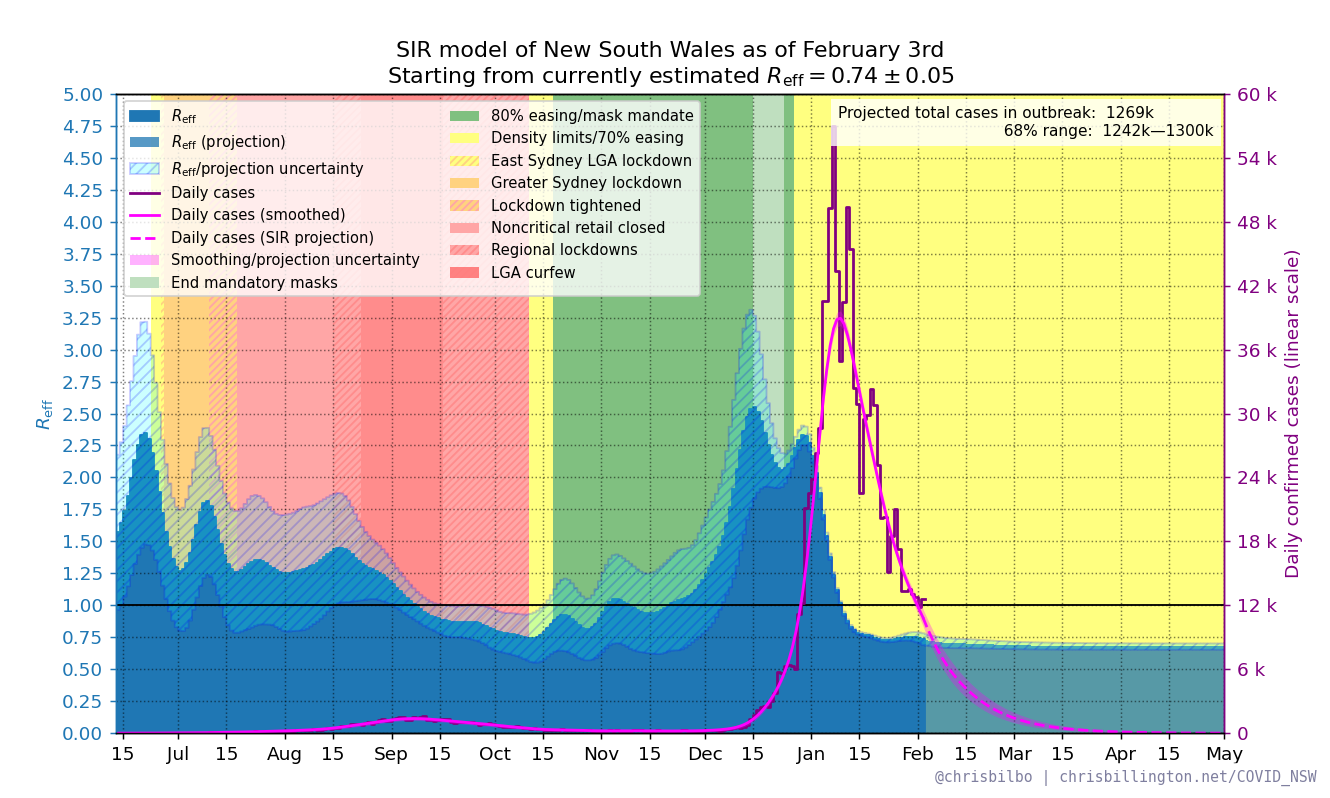 SIR model of New South Wales as of February 3rd
Starting from currently estimated Reff = 0.74 ± 0.05
Reff
Reff (projection)
Reff/projection uncertainty
Daily cases
Daily cases (smoothed)
Daily cases (SIR projection)
Smoothing/projection uncertainty
End mandatory masks
80% easing/mask mandate
Density limits/70% easing
East Sydney LGA lockdown
Greater Sydney lockdown
Lockdown tightened
Noncritical retail closed
Regional lockdowns
LGA curfew
Projected total cases in outbreak: 1269k
68% range: 1242k—1300k
5.00
4.75
4.50
4.25
4.00
3.75
3.50
3.25
3.00
2.75
2.50
2.25
2.00
1.75
1.50
1.25
1.00
0.75
0.50
0.25
0.00
Reff
60 k
54 k
48 k
42 k
36 k
30 k
24 k
18 k
12 k
6 k
0
Daily confirmed cases (linear scale)
15 Jul 15 Aug 15 Sep 15 Oct 15 Nov 15 Dec 15 Jan 15 Feb 15 Mar 15 Apr 15 May
@chrisbilbo | chrisbillington.net/COVID_NSW